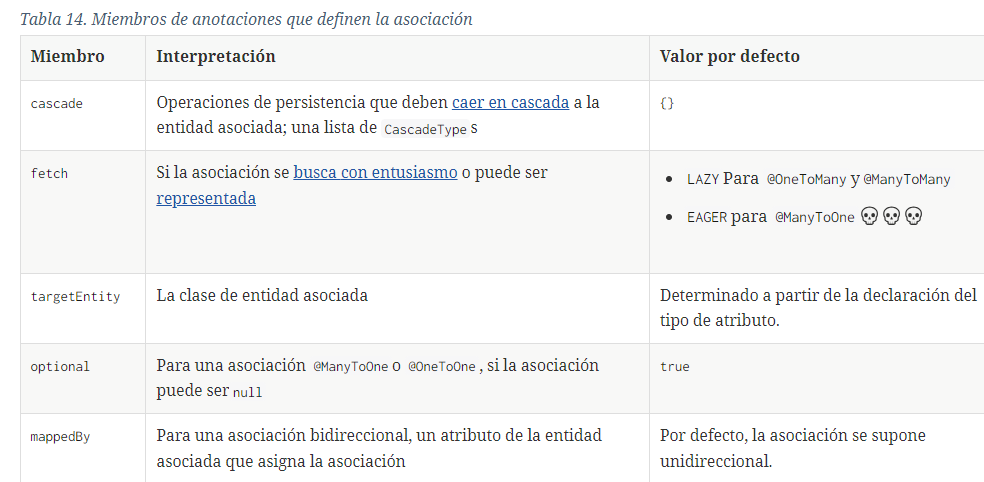 Tabla 14. Miembros de anotaciones que definen la asociación
Miembro Interpretación Valor por defecto
cascade Operaciones de persistencia que deben caer en cascada a la {}
entidad asociada; una lista de CascadeType s
fetch Si la asociación se busca con entusiasmo o puede ser
representada
• LAZY Para @OneToMany y @ManyToMany
• EAGER para @ManyToOne 💀💀💀
targetEntity La clase de entidad asociada Determinado a partir de la declaración del
tipo de atributo.
optional Para una asociación @ManyToOne o @OneToOne , si la asociación true
puede ser null
mappedBy Para una asociación bidireccional, un atributo de la entidad Por defecto, la asociación se supone
asociada que asigna la asociación unidireccional.